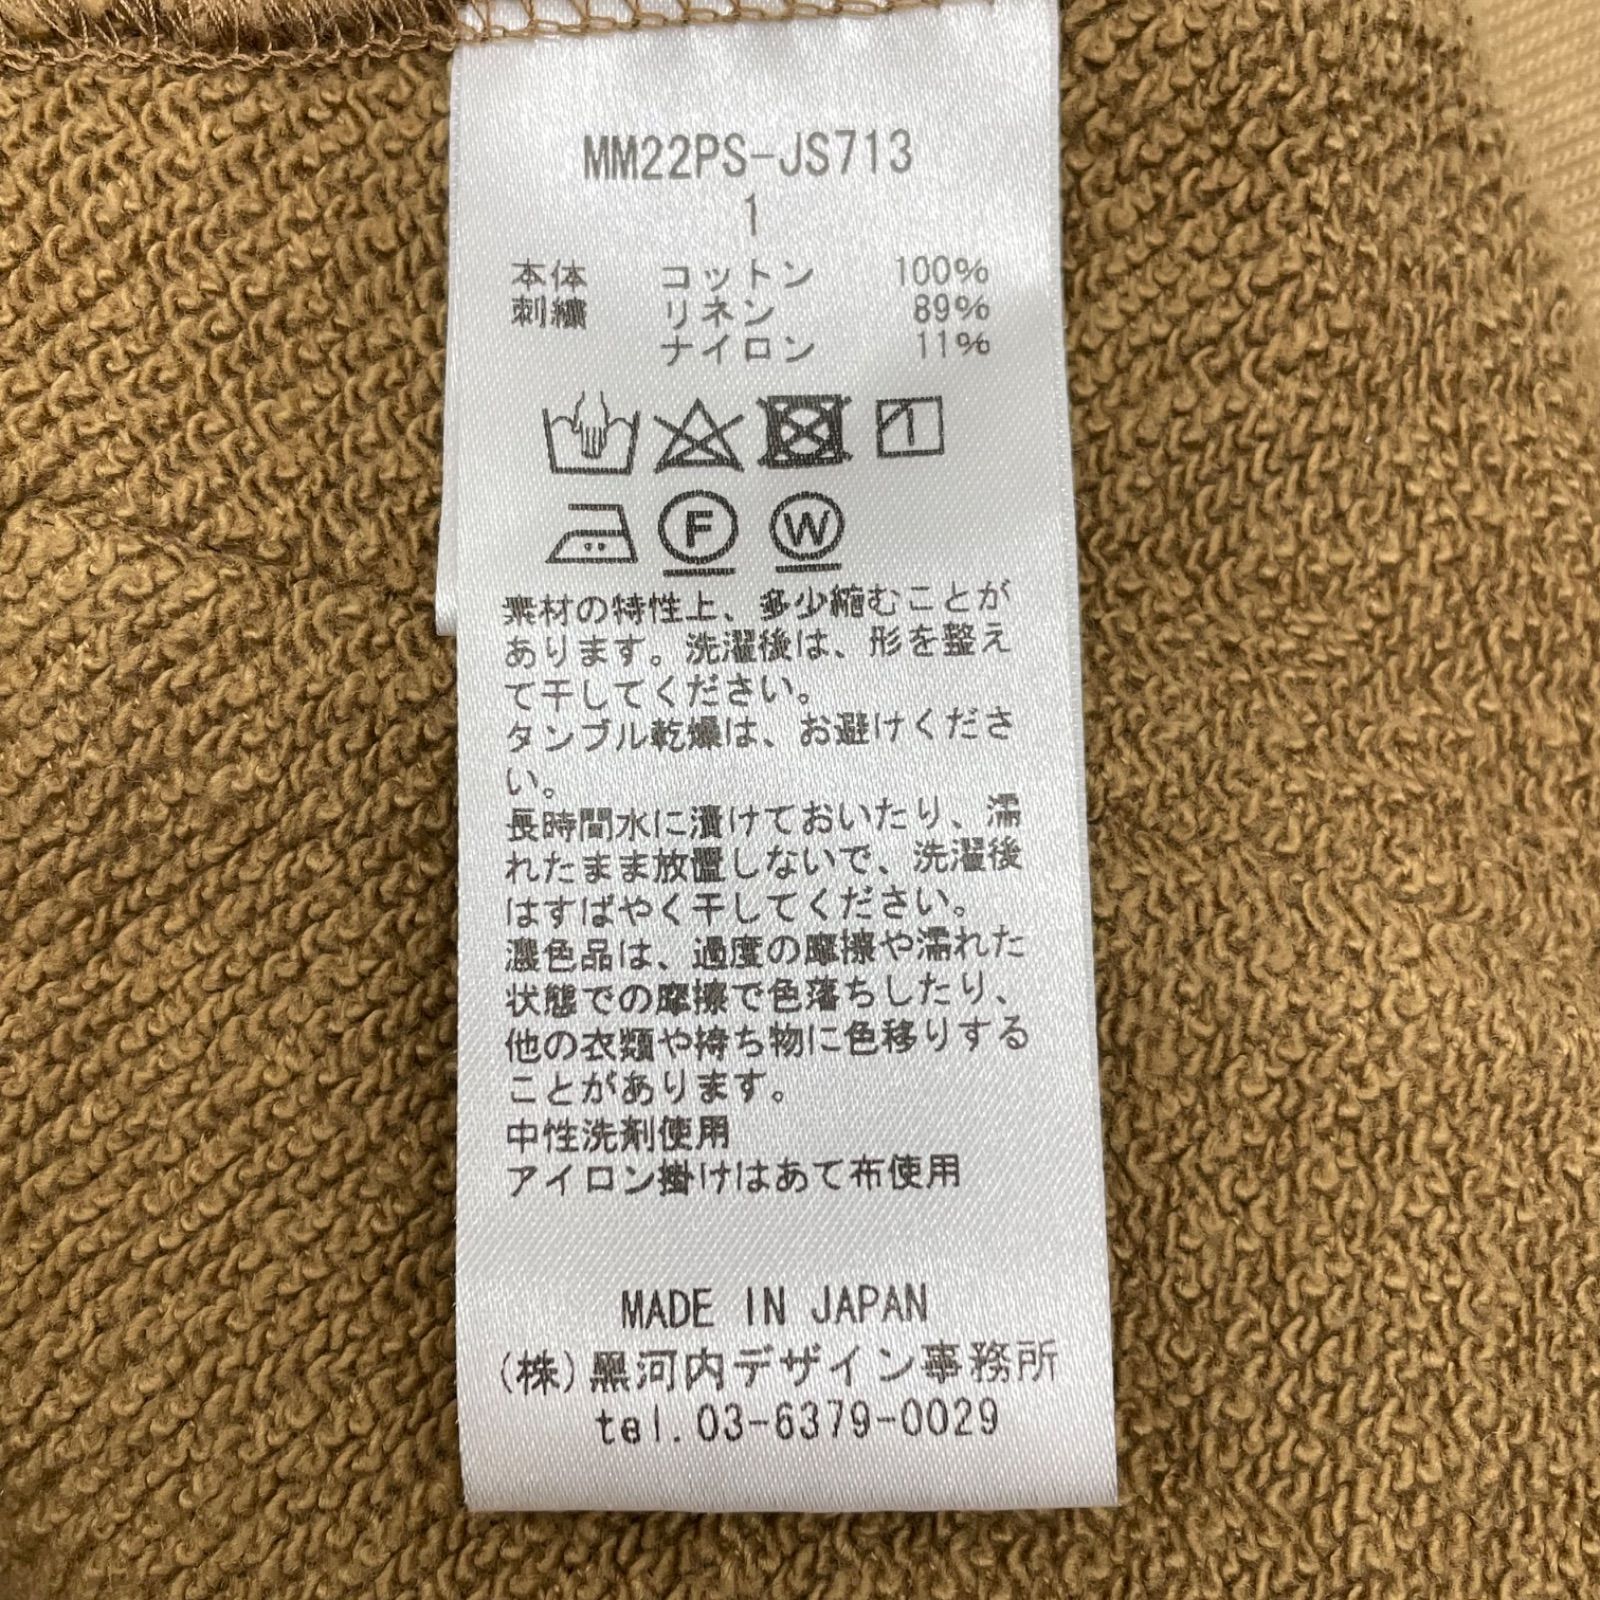 MM22PS-JS713
1
本体 コットン 100%
刺繍 リネン 89%
ナイロン 11%
F W
素材の特性上、多少縮むことが
あります。洗濯後は、形を整え
て干してください。
タンブル乾燥は、お避けくださ
い。
長時間水に漬けておいたり、濡
れたまま放置しないで、洗濯後
はすばやく干してください。
濃色品は、過度の摩擦や濡れた
状態での摩擦で色落ちしたり、
他の衣類や持ち物に色移りする
ことがあります。
中性洗剤使用
アイロン掛けはあて布使用
MADE IN JAPAN
(株)黒河内デザイン事務所
tel.03-6379-0029